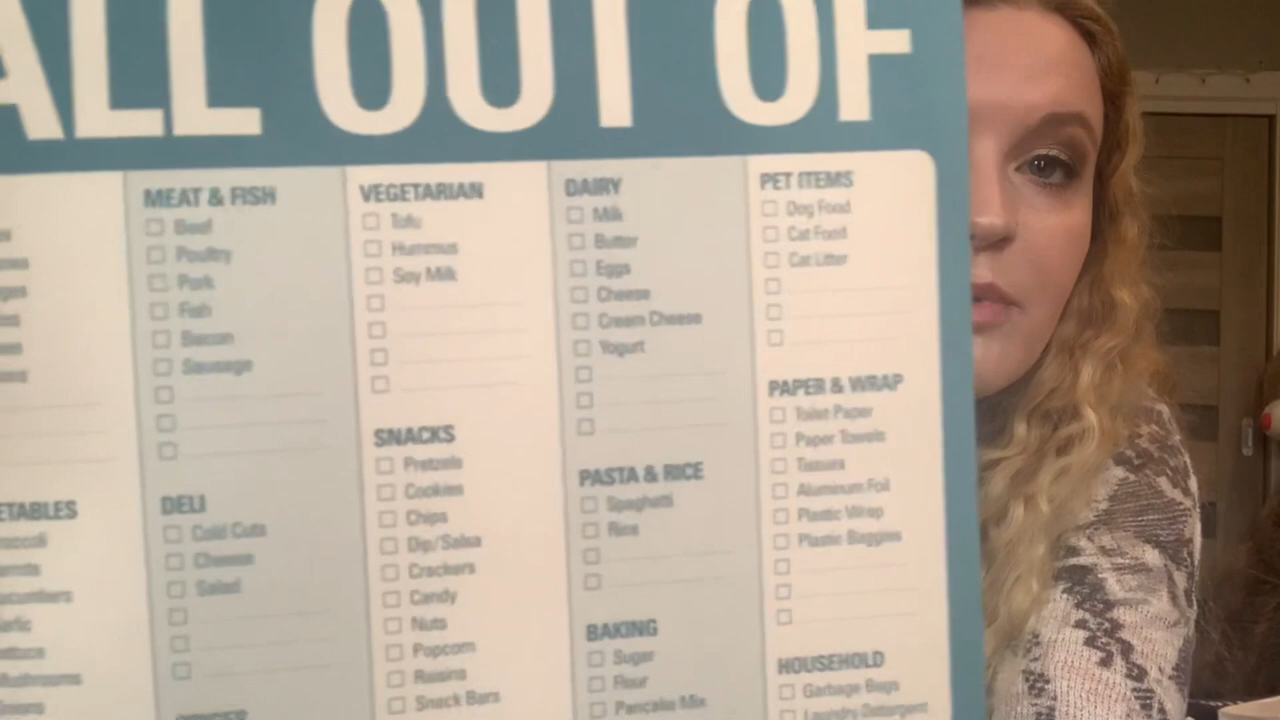 ALL OUT OF
MEAT & FISH
Beef
Poultry
Pork
Fish
Bacon
Sausage
DELI
Cold Cuts
Cheese
Salad
VEGETARIAN
Tofu
Hummus
Soy Milk
SNACKS
Pretzels
Cookies
Chips
Dip/Salsa
Crackers
Candy
Nuts
Popcorn
Raisins
Snack Bars
DAIRY
Milk
Butter
Eggs
Cheese
Cream Cheese
Yogurt
PASTA & RICE
Spaghetti
Rice
BAKING
Sugar
Flour
Pancake Mix
PET ITEMS
Dog Food
Cat Food
Cat Litter
PAPER & WRAP
Toilet Paper
Paper Towels
Tissues
Aluminum Foil
Plastic Wrap
Plastic Baggies
HOUSEHOLD
Garbage Bags
Laundry Detergent